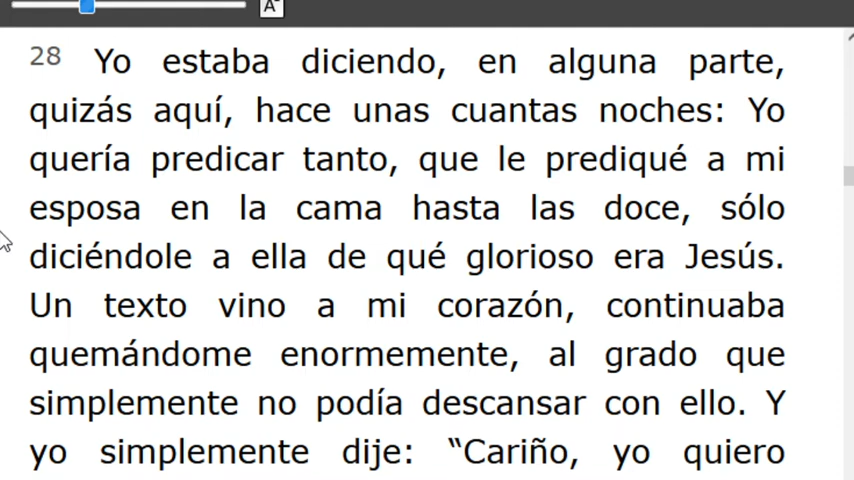 A
28 Yo estaba diciendo, en alguna parte,
quizás aquí, hace unas cuantas noches: Yo
quería predicar tanto, que le prediqué a mi
esposa en la cama hasta las doce, sólo
diciéndole a ella de qué glorioso era Jesús.
Un texto vino a mi corazón, continuaba
quemándome enormemente, al grado que
simplemente no podía descansar con ello. Y
yo simplemente dije: “Cariño, yo quiero